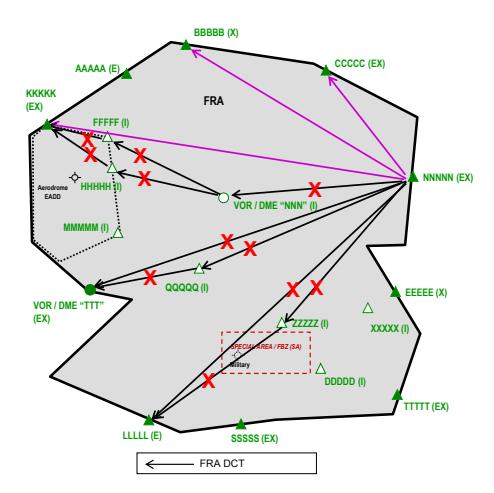 BBBBB (X)
CCCCC (EX)
AAAAA (E)
KKKKK
(EX)
FRA
FFFFF (I)
X
X
X
X
HHHHH (I)
Aerodrome
EADD
X
NNNNN (EX)
VOR / DME “NNN” (I)
MMMMM (I)
X
X
X
QQQQQ (I)
X
X
VOR / DME “TTT”
(EX)
EEEEE (X)
XXXXX (I)
ZZZZZ (I)
SPECIAL AREA / FBZ (SA)
Military
DDDDD (I)
X
TTTTT (EX)
LLLLL (E)
SSSSS (EX)
FRA DCT